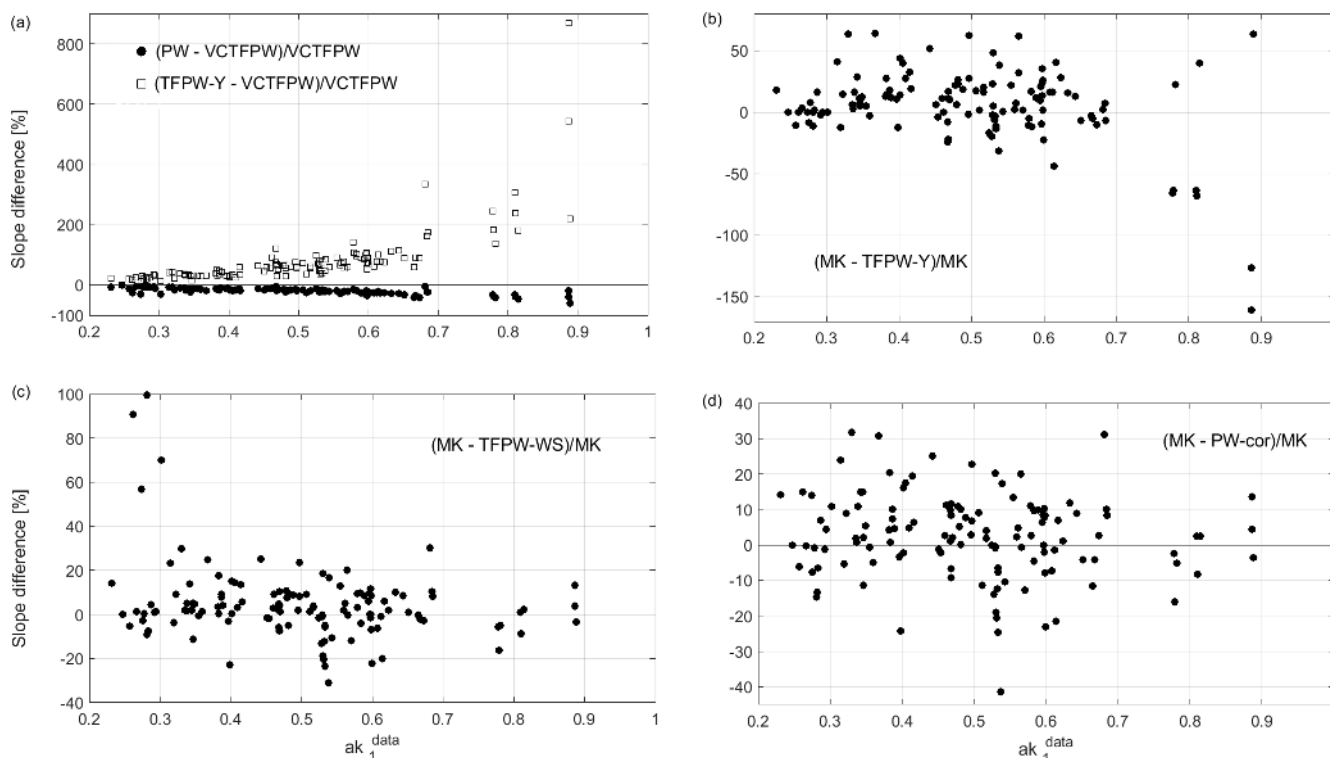 (a)
800
600
400
200
0
-100
Slope difference [%]
(PW - VCTFPW)/VCTFPW
(TFPW-Y - VCTFPW)/VCTFPW
0.2 0.3 0.4 0.5 0.6 0.7 0.8 0.9 1
(b)
50
0
-50
-100
-150
(MK - TFPW-Y)/MK
0.2 0.3 0.4 0.5 0.6 0.7 0.8 0.9
(c)
100
80
60
40
20
0
-20
-40
Slope difference [%]
(MK - TFPW-WS)/MK
0.2 0.3 0.4 0.5 0.6 0.7 0.8 0.9 1
ak₁ᵈᵃᵗᵃ
(d)
40
30
20
10
0
-10
-20
-30
-40
(MK - PW-cor)/MK
0.2 0.3 0.4 0.5 0.6 0.7 0.8 0.9
ak₁ᵈᵃᵗᵃ